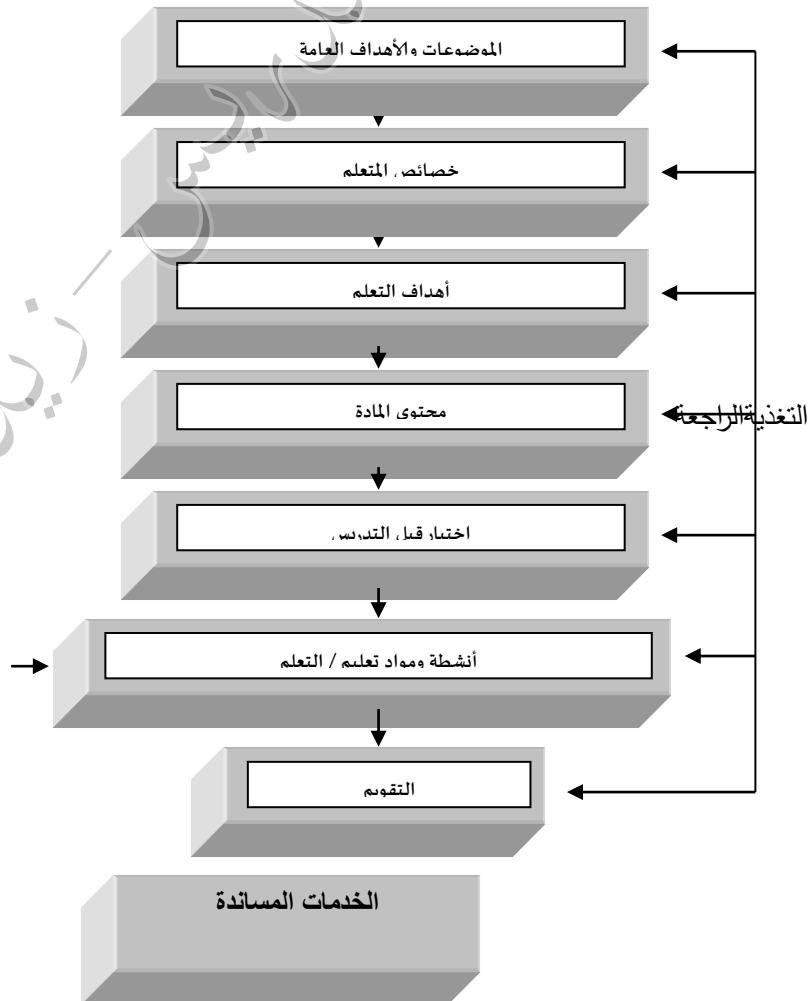 الموضوعات والأهداف العامة
خصائص المتعلم
أهداف التعلم
محتوى المادة
التغذية الراجعة
اختبار قبل التدريس
أنشطة ومواد تعليم / التعلم
التقويم
الخدمات المساندة